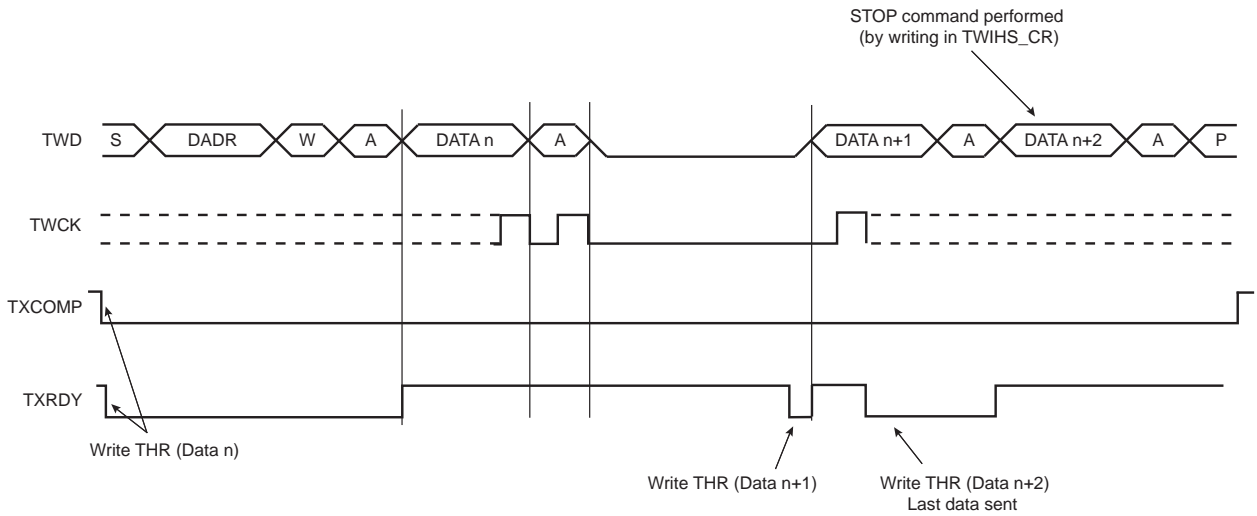 STOP command performed
(by writing in TWIHS_CR)
TWD S DADR W A DATA n A DATA n+1 A DATA n+2 A P
TWCK
TXCOMP
TXRDY
Write THR (Data n)
Write THR (Data n+1)
Write THR (Data n+2)
Last data sent